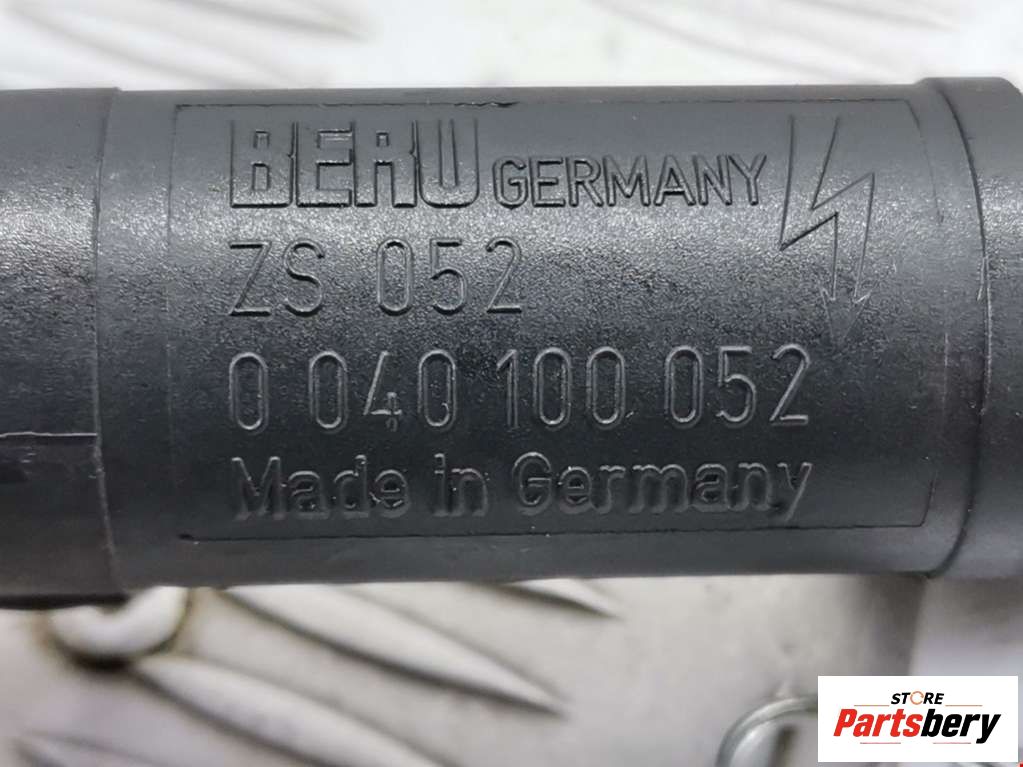 BERU GERMANY
ZS 052
0 040 100 052
Made in Germany
STORE
Partsbery